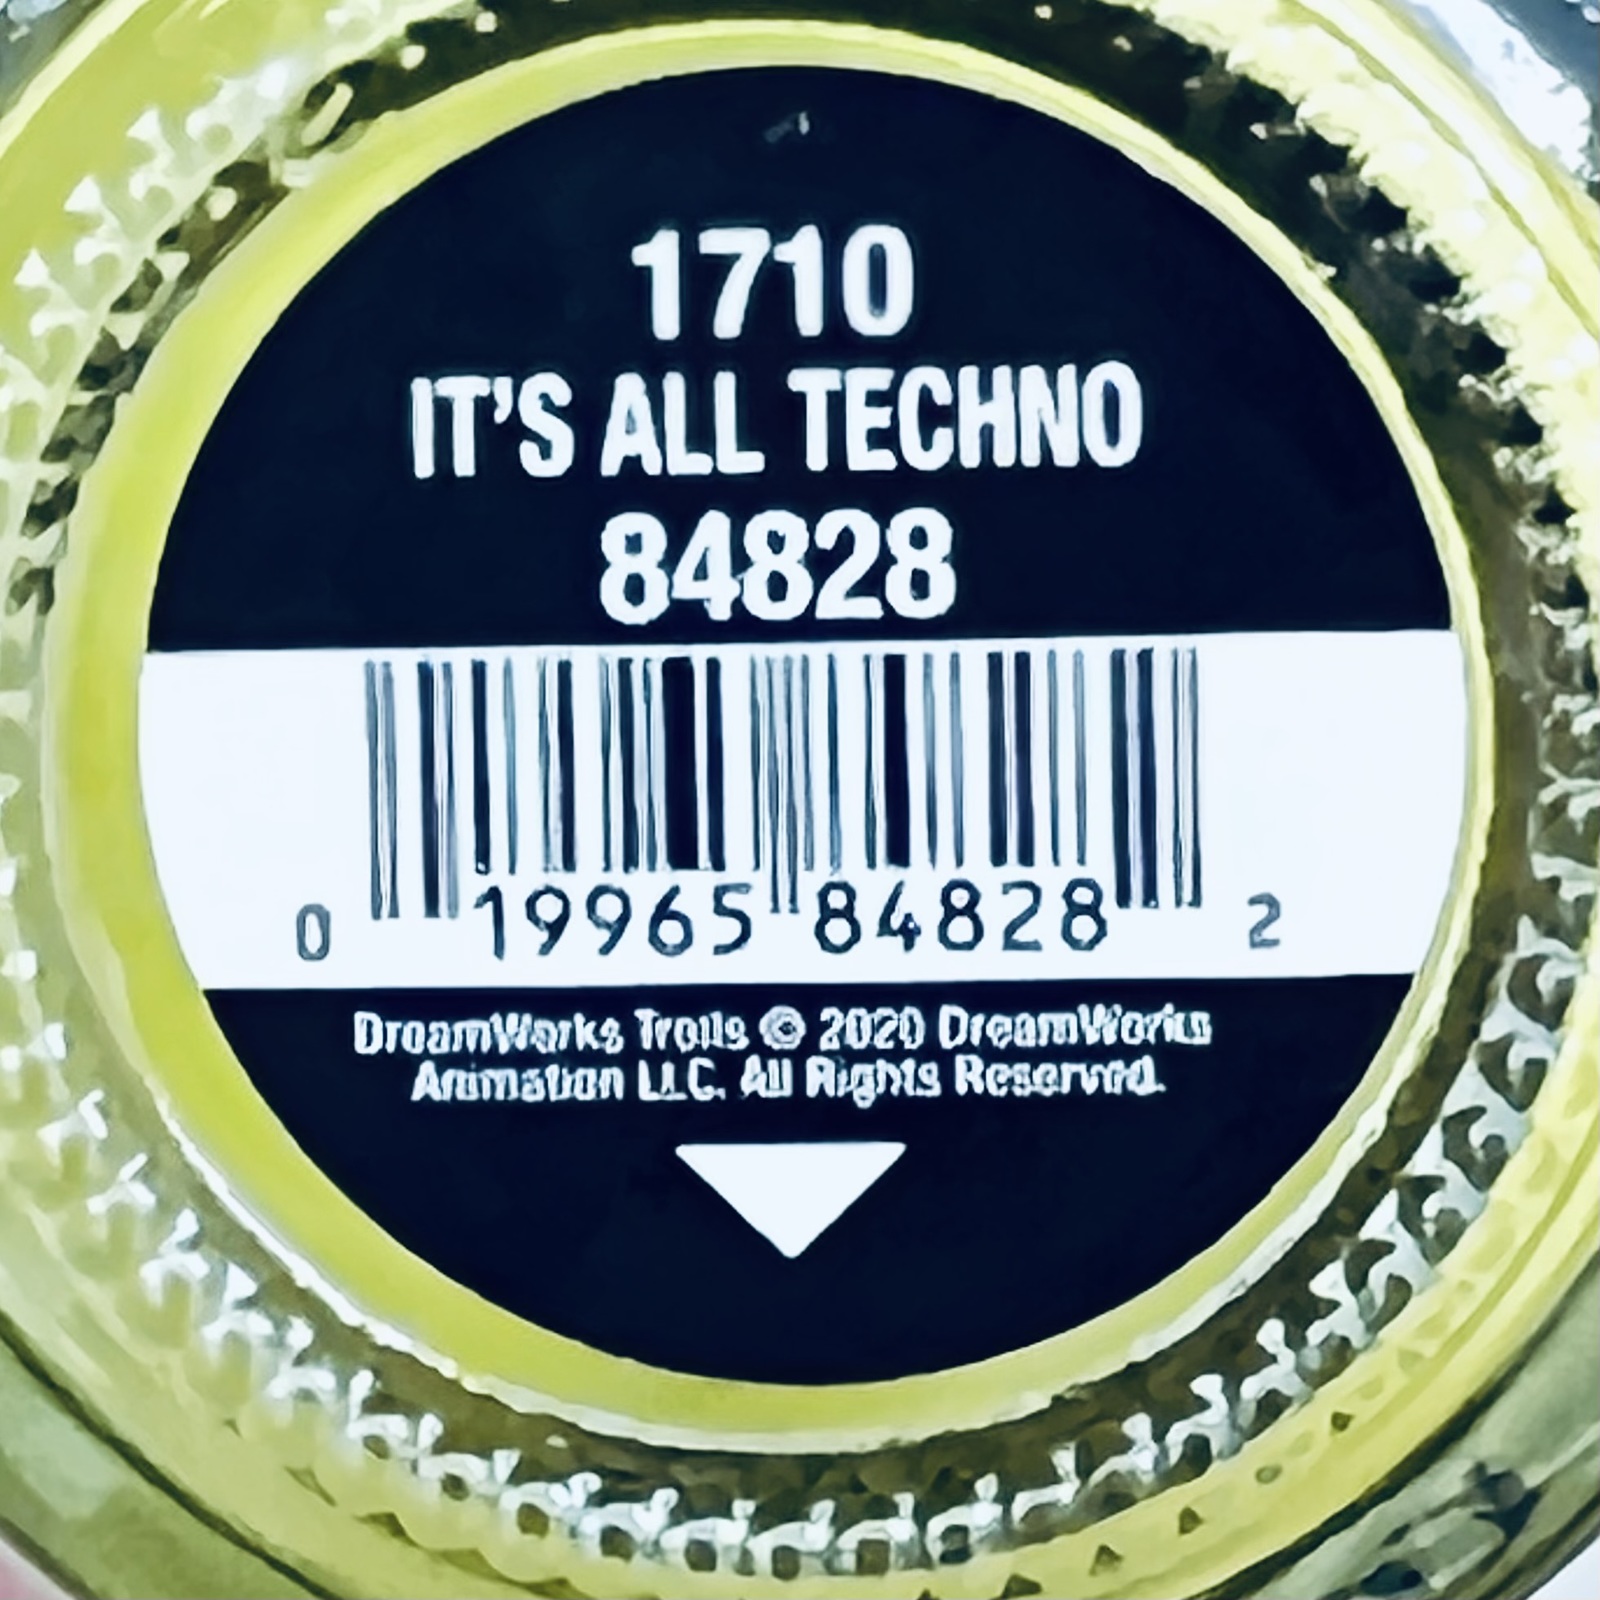 1710
IT'S ALL TECHNO
84828
0 19965 84828 2
DreamWorks Trolls © 2020 DreamWorks
Animation LLC. All Rights Reserved.